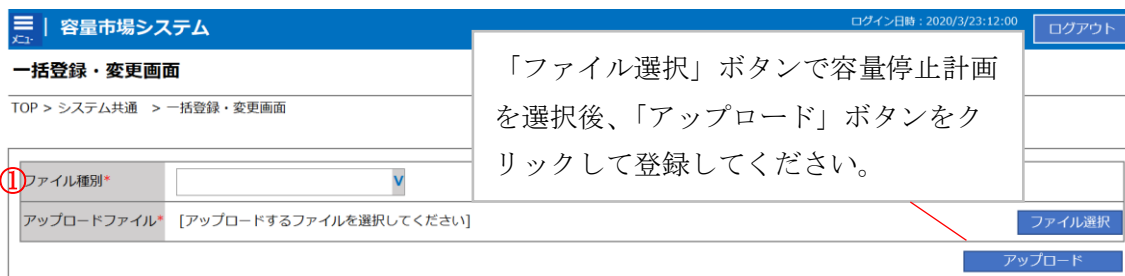 容量市場システム
ログイン日時：2020/3/23:12:00
ログアウト
メニュー
一括登録・変更画面
TOP > システム共通 > 一括登録・変更画面
「ファイル選択」ボタンで容量停止計画
を選択後、「アップロード」ボタンをク
リックして登録してください。
①
ファイル種別*
V
アップロードファイル* [アップロードするファイルを選択してください]
ファイル選択
アップロード